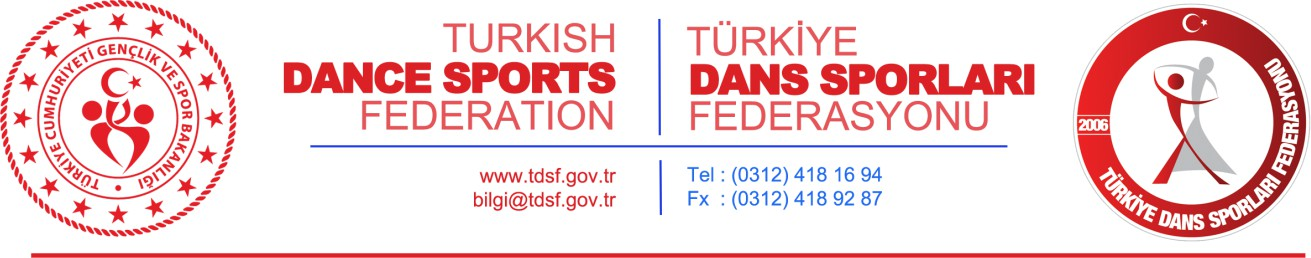 TÜRKİYE CUMHURİYETİ GENÇLİK VE SPOR BAKANLIĞI
TURKISH
DANCE SPORTS
FEDERATION
TÜRKİYE
DANS SPORLARI
FEDERASYONU
www.tdsf.gov.tr
bilgi@tdsf.gov.tr
Tel : (0312) 418 16 94
Fx : (0312) 418 92 87
2006
TÜRKİYE DANS SPORLARI FEDERASYONU